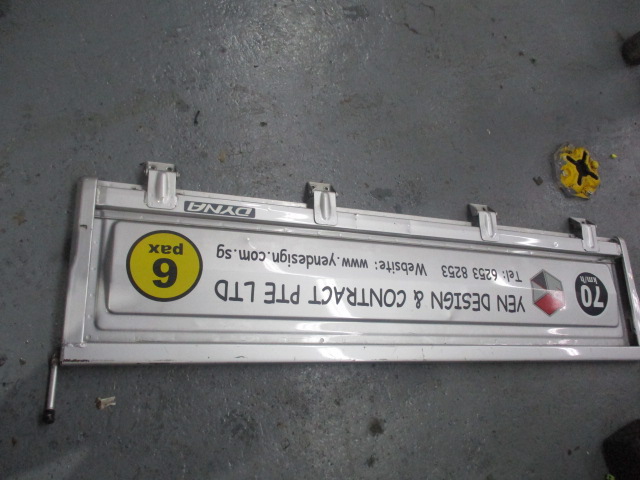 70
km/h
YEN DESIGN & CONTRACT PTE LTD
Tel: 6253 8253 Website: www.yendesign.com.sg
6
pax
DYNA